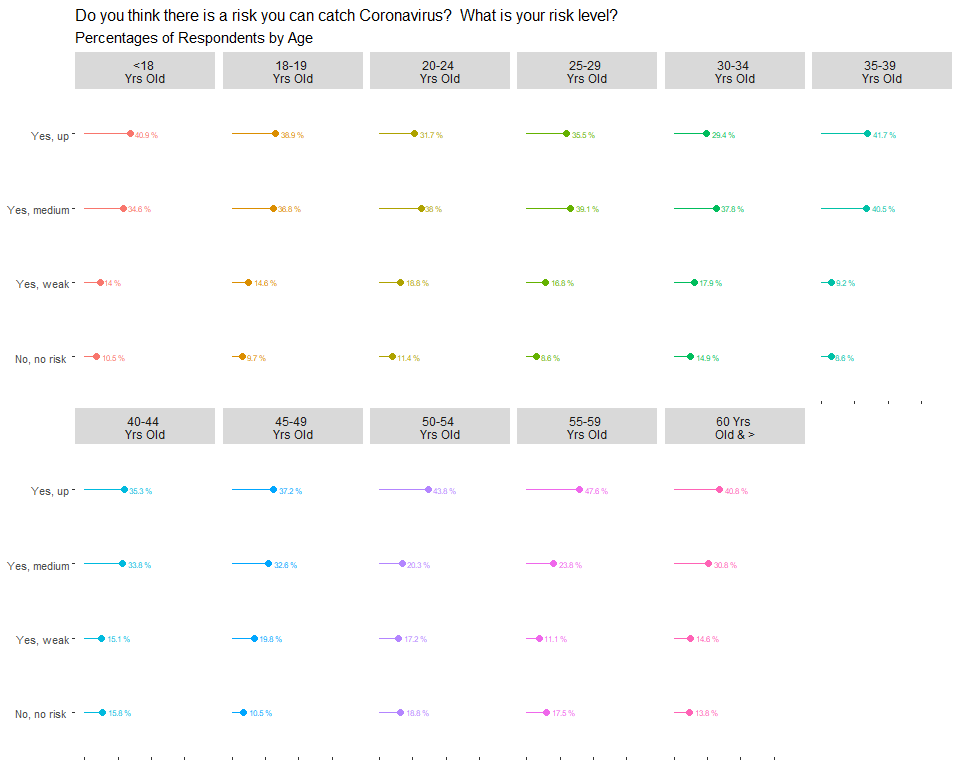 Do you think there is a risk you can catch Coronavirus?  What is your risk level?
Percentages of Respondents by Age
<18 Yrs Old
18-19 Yrs Old
20-24 Yrs Old
25-29 Yrs Old
30-34 Yrs Old
35-39 Yrs Old
Yes, up
40.9 %
38.9 %
31.7 %
35.5 %
29.4 %
41.7 %
Yes, medium
34.6 %
36.8 %
38 %
39.1 %
37.8 %
40.5 %
Yes, weak
14 %
14.6 %
18.8 %
16.8 %
17.9 %
9.2 %
No, no risk
10.5 %
9.7 %
11.4 %
8.6 %
14.9 %
8.6 %
40-44 Yrs Old
45-49 Yrs Old
50-54 Yrs Old
55-59 Yrs Old
60 Yrs Old & >
Yes, up
35.3 %
37.2 %
43.8 %
47.6 %
40.8 %
Yes, medium
33.8 %
32.6 %
20.3 %
23.8 %
30.8 %
Yes, weak
15.1 %
19.8 %
17.2 %
11.1 %
14.6 %
No, no risk
15.8 %
10.5 %
18.8 %
17.5 %
13.8 %